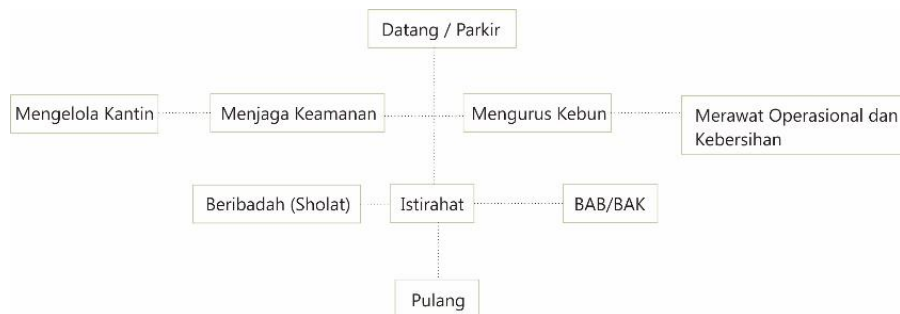 Datang / Parkir
Mengelola Kantin
Menjaga Keamanan
Mengurus Kebun
Merawat Operasional dan
Kebersihan
Beribadah (Sholat)
Istirahat
BAB/BAK
Pulang